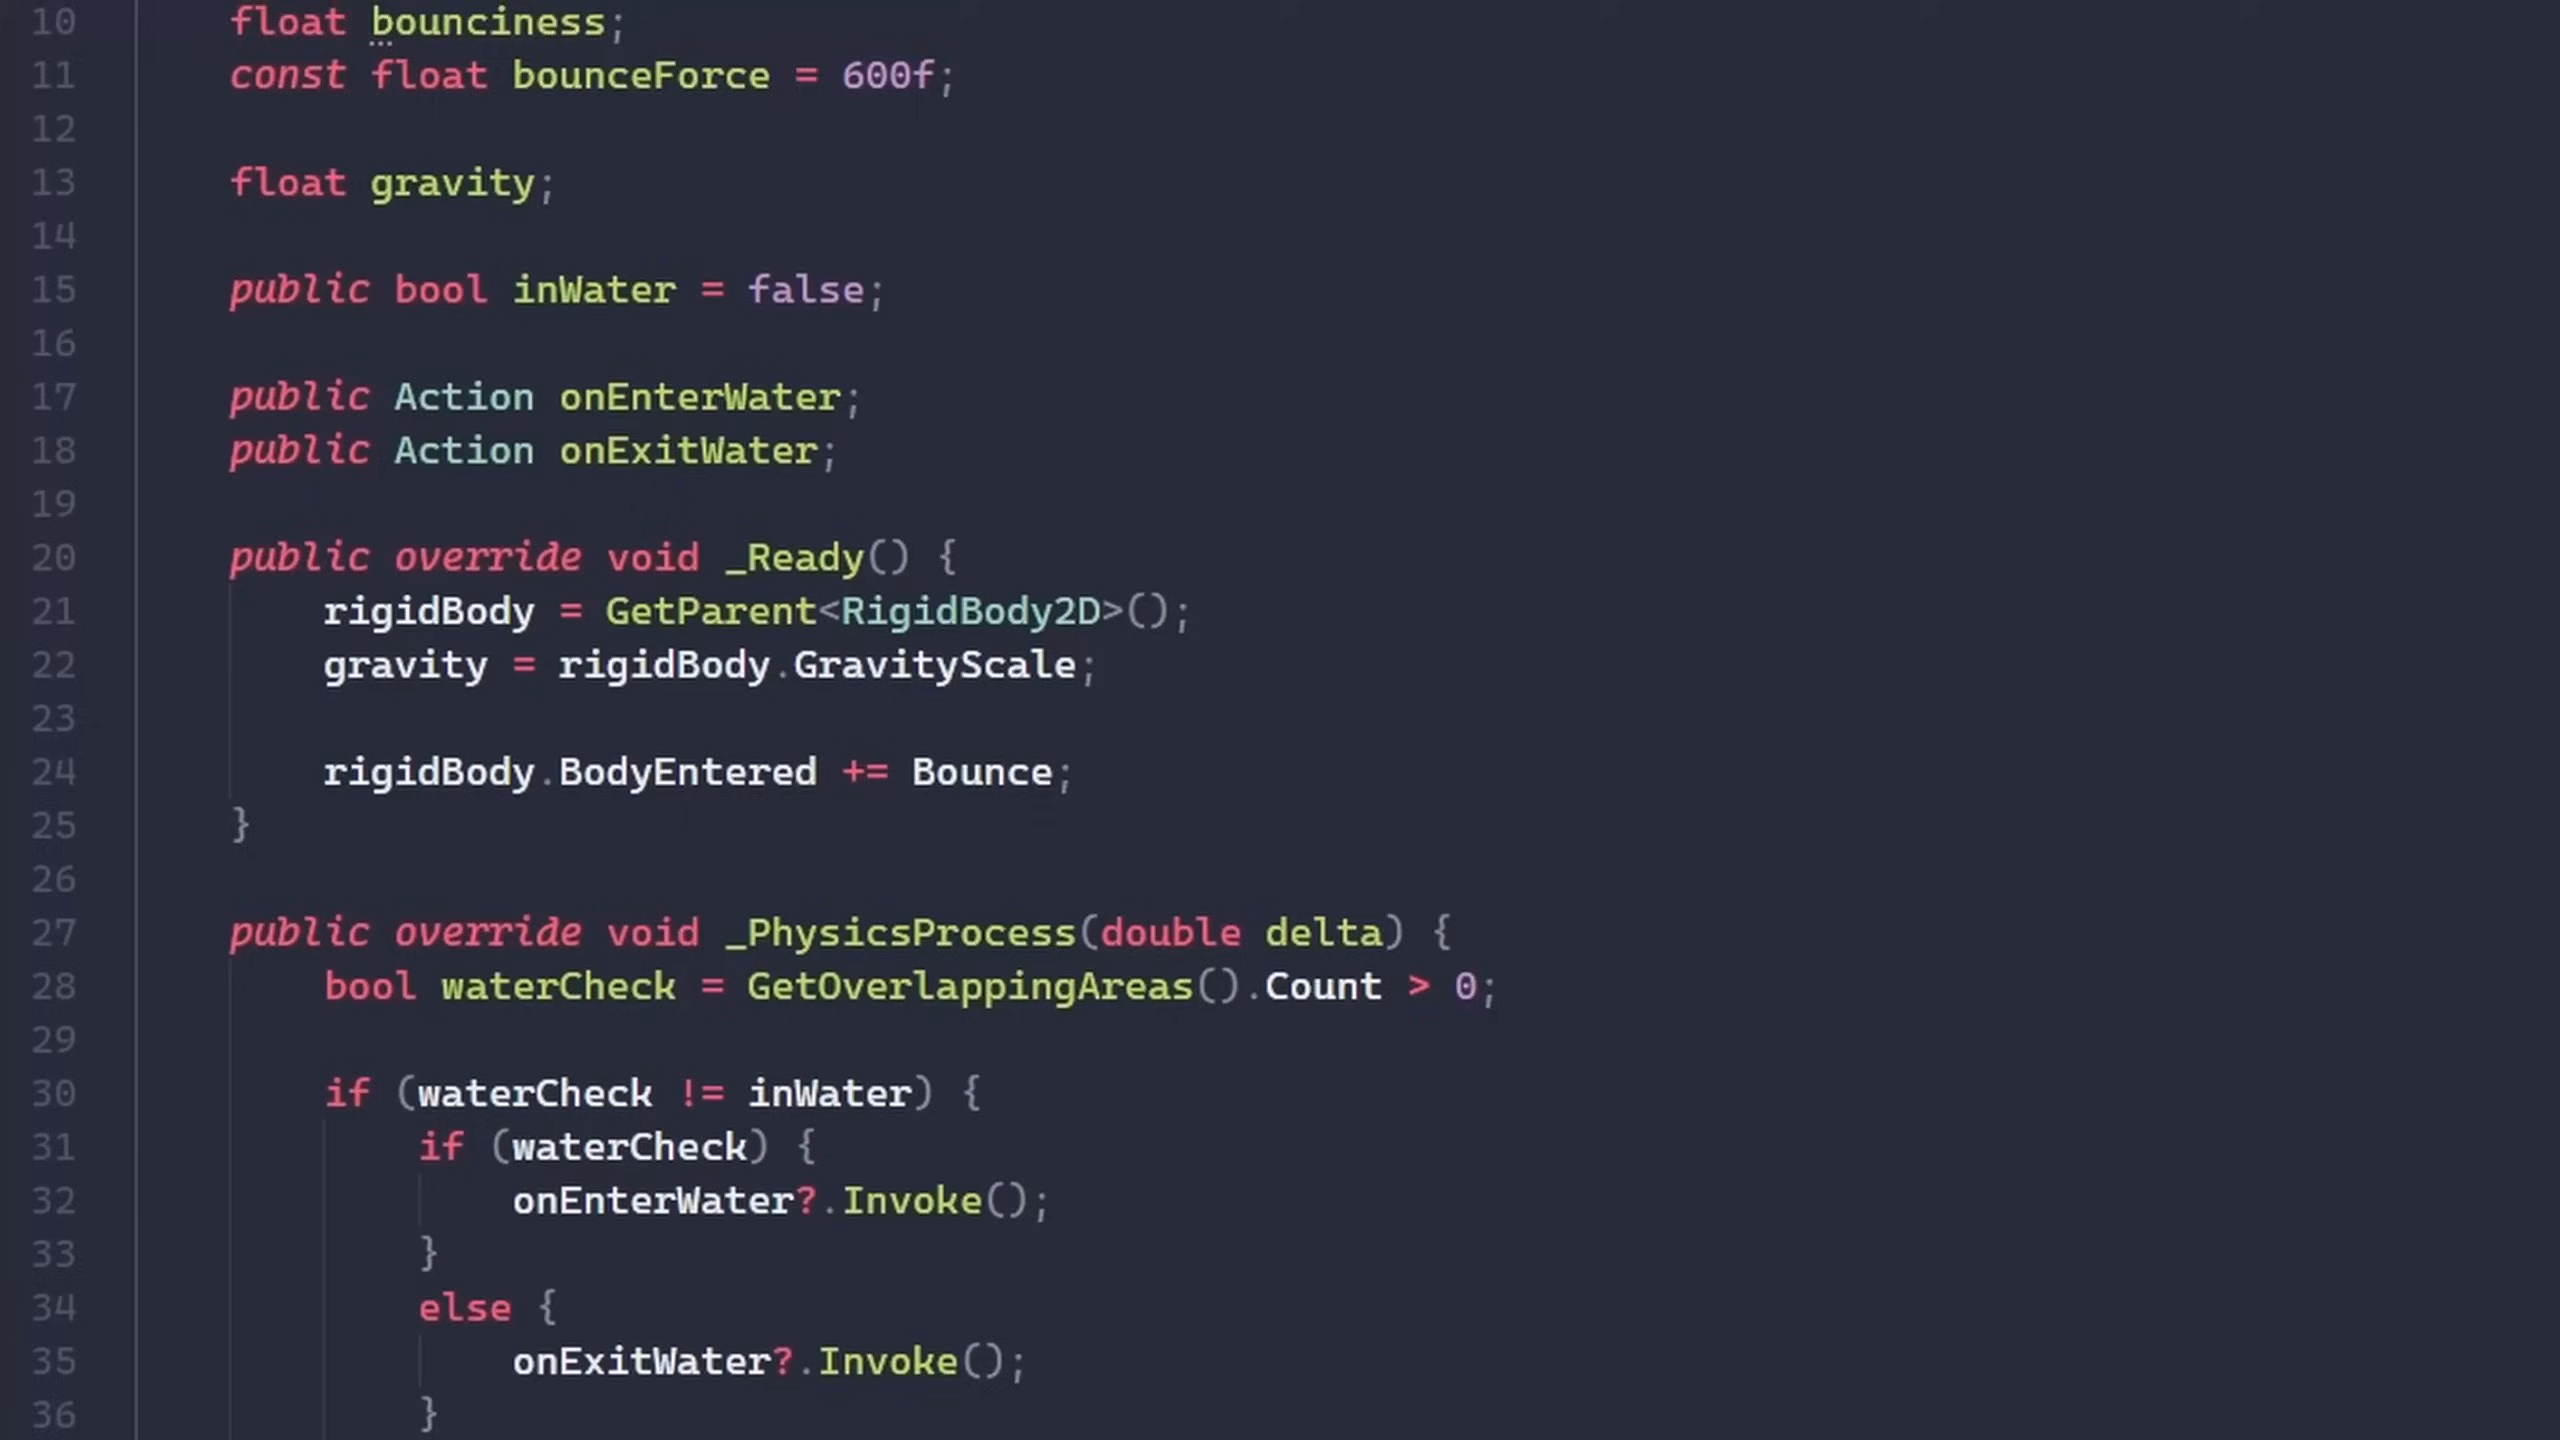 10 float bounciness;
11 const float bounceForce = 600f;
12
13 float gravity;
14
15 public bool inWater = false;
16
17 public Action onEnterWater;
18 public Action onExitWater;
19
20 public override void _Ready() {
21 rigidBody = GetParent<RigidBody2D>();
22 gravity = rigidBody.GravityScale;
23
24 rigidBody.BodyEntered += Bounce;
25 }
26
27 public override void _PhysicsProcess(double delta) {
28 bool waterCheck = GetOverlappingAreas().Count > 0;
29
30 if (waterCheck != inWater) {
31 if (waterCheck) {
32 onEnterWater?.Invoke();
33 }
34 else {
35 onExitWater?.Invoke();
36 }